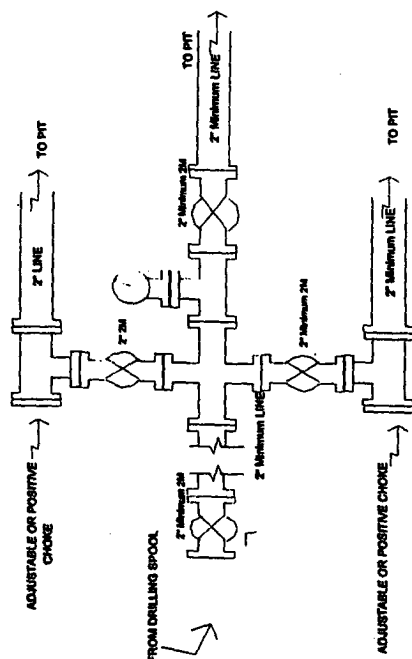 TO PIT
2" LINE
ADJUSTABLE OR POSITIVE
CHOKE
2" 2M
TO PIT
2" Minimum LINE
2" Minimum 2M
2" Minimum 2M
2" Minimum LINE
2" Minimum 2M
FROM DRILLING SPOOL
TO PIT
2" Minimum LINE
ADJUSTABLE OR POSITIVE
CHOKE